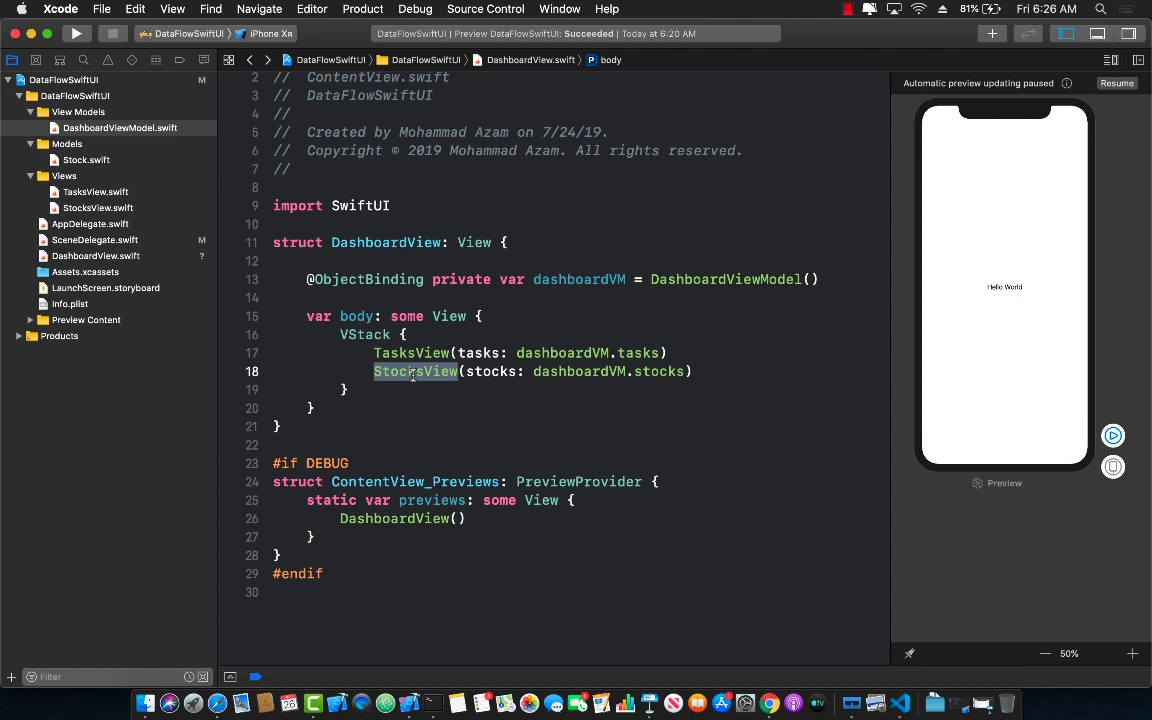 Xcode File Edit View Find Navigate Editor Product Debug Source Control Window Help 81% Fri 6:26 AM
DataFlowSwiftUI iPhone XR DataFlowSwiftUI | Preview DataFlowSwiftUI: Succeeded | Today at 6:20 AM
DataFlowSwiftUI DataFlowSwiftUI DashboardView.swift P body
DataFlowSwiftUI M
DataFlowSwiftUI
View Models
DashboardViewModel.swift
Models
Stock.swift
Views
TasksView.swift
StocksView.swift
AppDelegate.swift
SceneDelegate.swift M
DashboardView.swift ?
Assets.xcassets
LaunchScreen.storyboard
Info.plist
Preview Content
Products
Filter
2 // ContentView.swift
3 // DataFlowSwiftUI
4 //
5 // Created by Mohammad Azam on 7/24/19.
6 // Copyright © 2019 Mohammad Azam. All rights reserved.
7 //
8
9 import SwiftUI
10
11 struct DashboardView: View {
12
13 @ObjectBinding private var dashboardVM = DashboardViewModel()
14
15 var body: some View {
16 VStack {
17 TasksView(tasks: dashboardVM.tasks)
18 StocksView(stocks: dashboardVM.stocks)
19 }
20 }
21 }
22
23 #if DEBUG
24 struct ContentView_Previews: PreviewProvider {
25 static var previews: some View {
26 DashboardView()
27 }
28 }
29 #endif
30
Automatic preview updating paused Resume
Hello World
Preview
50%